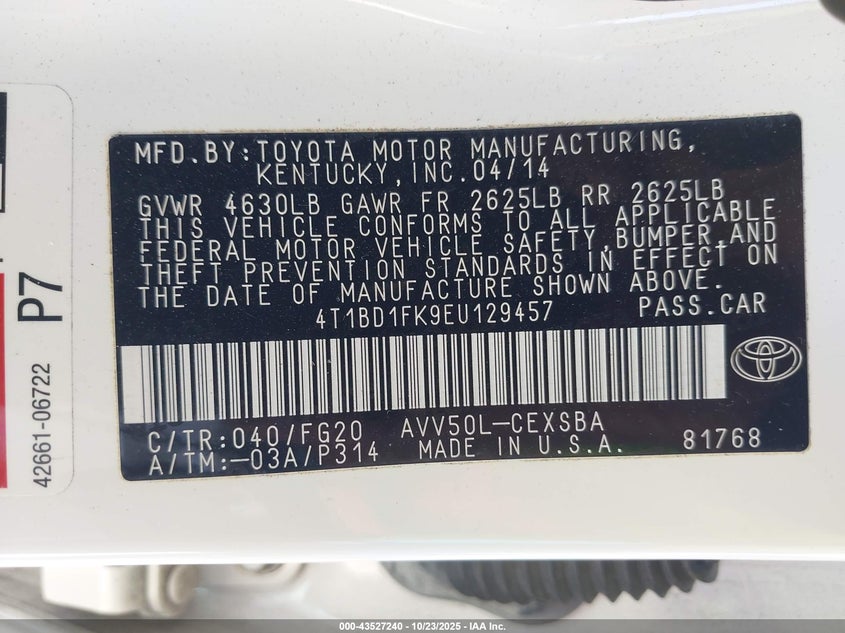 MFD.BY:TOYOTA MOTOR MANUFACTURING,
KENTUCKY,INC.04/14
GVWR 4630LB GAWR FR 2625LB RR 2625LB
THIS VEHICLE CONFORMS TO ALL APPLICABLE
FEDERAL MOTOR VEHICLE SAFETY,BUMPER,AND
THEFT PREVENTION STANDARDS IN EFFECT ON
THE DATE OF MANUFACTURE SHOWN ABOVE.
4T1BD1FK9EU129457 PASS.CAR
C/TR:040/FG20 AVV50L-CEXSBA
A/TM:-03A/P314 MADE IN U.S.A. 81768
P7
42661-06722
000-43527240 | 10/23/2025 | IAA Inc.